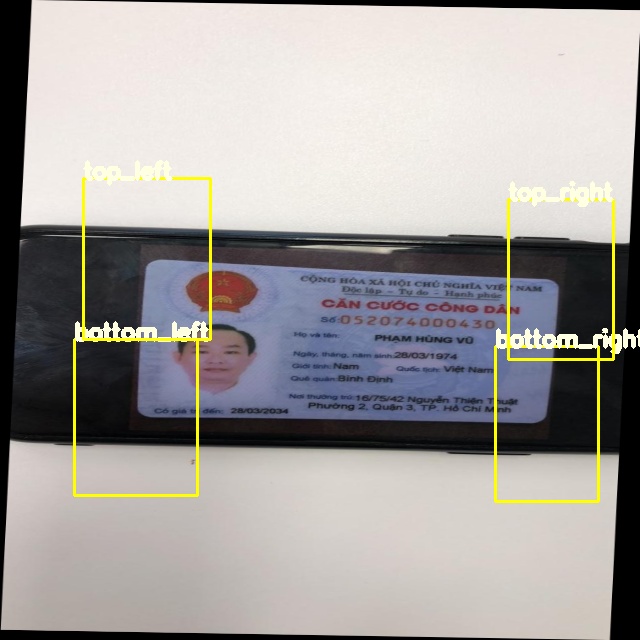 top_left
top_right
CỘNG HÒA XÃ HỘI CHỦ NGHĨA VIỆT NAM
Độc lập - Tự do - Hạnh phúc
CĂN CƯỚC CÔNG DÂN
Số: 052074000430
Họ và tên:
PHẠM HÙNG VŨ
Ngày, tháng, năm sinh: 28/03/1974
Giới tính: Nam Quốc tịch: Việt Nam
Quê quán: Bình Định
Nơi thường trú: 16/75/42 Nguyễn Thiện Thuật
Phường 2, Quận 3, TP. Hồ Chí Minh
Có giá trị đến: 28/03/2034
bottom_left
bottom_right